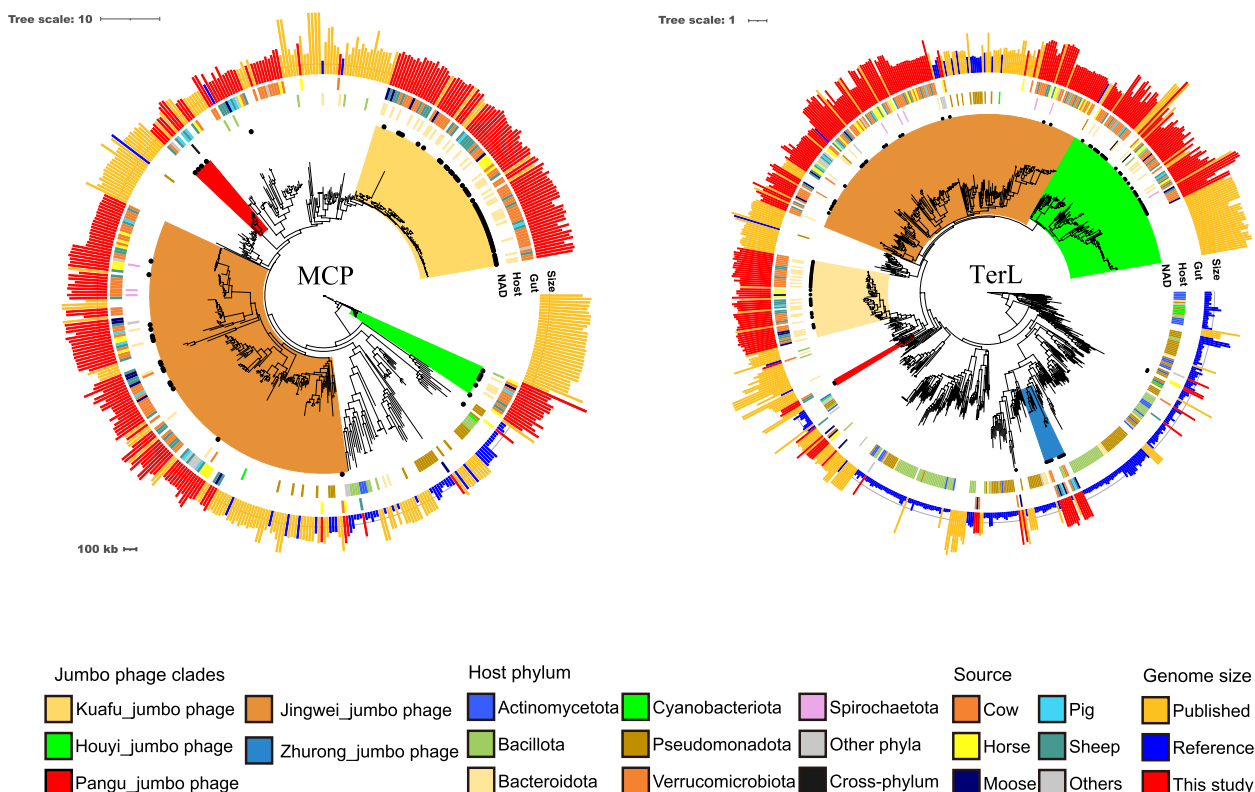 Tree scale: 10
Tree scale: 1
MCP
TerL
NAD
Host
Gut
Size
NAD
Host
Gut
Size
100 kb
Jumbo phage clades
Kuafu_jumbo phage
Jingwei_jumbo phage
Houyi_jumbo phage
Zhurong_jumbo phage
Pangu_jumbo phage
Host phylum
Actinomycetota
Cyanobacteriota
Spirochaetota
Bacillota
Pseudomonadota
Other phyla
Bacteroidota
Verrucomicrobiota
Cross-phylum
Source
Cow
Pig
Horse
Sheep
Moose
Others
Genome size
Published
Reference
This study